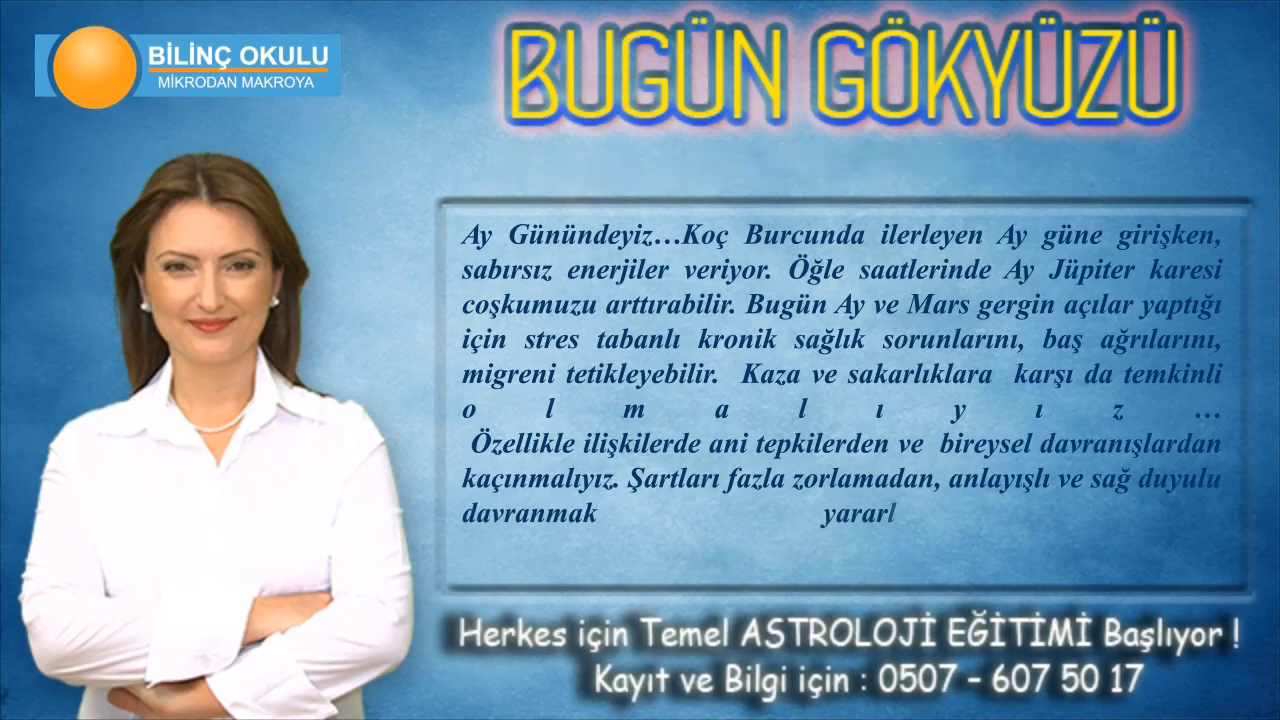 BİLİNÇ OKULU
MİKRODAN MAKROYA
BUGÜN GÖKYÜZÜ
Ay Günündeyiz…Koç Burcunda ilerleyen Ay güne girişken,
sabırsız enerjiler veriyor. Öğle saatlerinde Ay Jüpiter karesi
coşkumuzu arttırabilir. Bugün Ay ve Mars gergin açılar yaptığı
için stres tabanlı kronik sağlık sorunlarını, baş ağrılarını,
migreni tetikleyebilir. Kaza ve sakarlıklara karşı da temkinli
o l m a l ı y ı z …
Özellikle ilişkilerde ani tepkilerden ve bireysel davranışlardan
kaçınmalıyız. Şartları fazla zorlamadan, anlayışlı ve sağ duyulu
davranmak yararl
Herkes için Temel ASTROLOJİ EĞİTİMİ Başlıyor !
Kayıt ve Bilgi için : 0507 – 607 50 17